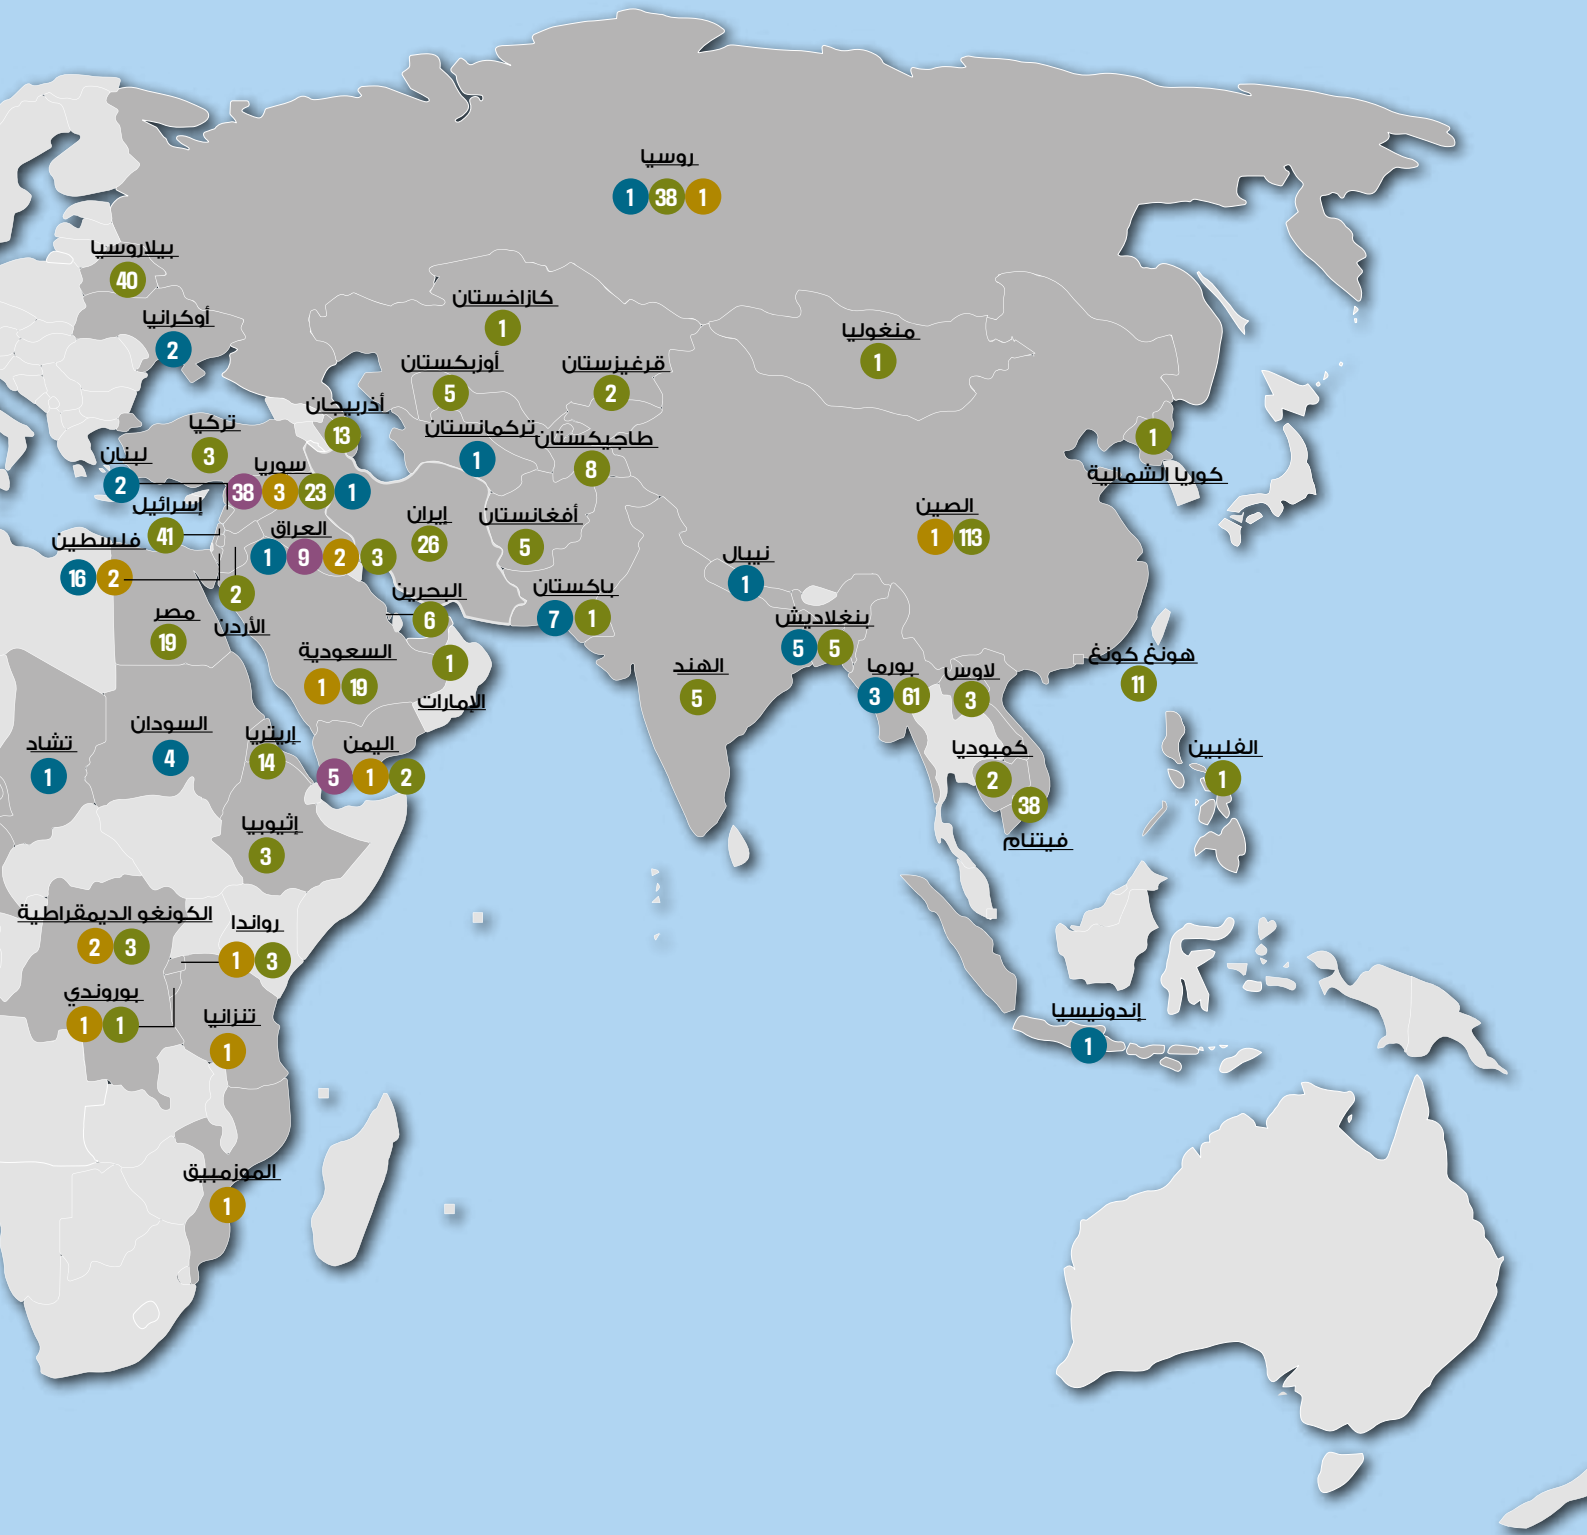 روسيا
1 38 1
بيلاروسيا
40
كازاخستان
1
أوكرانيا
2
منغوليا
1
أوزبكستان
5
قرغيزستان
2
أذربيجان
13
تركيا
3
تركمانستان
1
طاجيكستان
8
كوريا الشمالية
1
لبنان
2
سوريا
38 3 23 1
إسرائيل
41
الصين
1 113
إيران
26
أفغانستان
5
العراق
1 9 2 3
فلسطين
16 2
نيبال
1
الأردن
2
البحرين
6
باكستان
7 1
مصر
19
بنغلاديش
5 5
السعودية
1 19
الإمارات
1
هونغ كونغ
11
الهند
5
بورما
3 61
لاوس
3
السودان
4
تشاد
1
إريتريا
14
اليمن
5 1 2
كمبوديا
2
الفلبين
1
38
فيتنام
إثيوبيا
3
الكونغو الديمقراطية
2 3
رواندا
1 3
بوروندي
1 1
تنزانيا
1
إندونيسيا
1
الموزمبيق
1